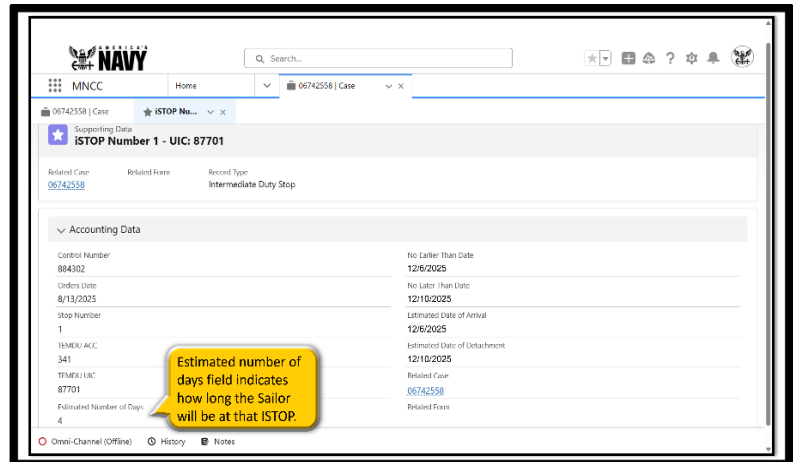 AMERICA'S
NAVY
Search...
MNCC
Home
06742558 | Case
06742558 | Case
iSTOP Nu...
Supporting Data
iSTOP Number 1 - UIC: 87701
Related Case
Related Form
Record Type
06742558
Intermediate Duty Stop
Accounting Data
Control Number
No Earlier Than Date
884302
12/6/2025
Orders Date
No Later Than Date
8/13/2025
12/10/2025
Stop Number
Estimated Date of Arrival
1
12/6/2025
TEMDU ACC
Estimated Date of Detachment
341
12/10/2025
TEMDU UIC
Related Case
87701
06742558
Estimated Number of Days
Related Form
4
Estimated number of
days field indicates
how long the Sailor
will be at that ISTOP.
Omni-Channel (Offline)
History
Notes